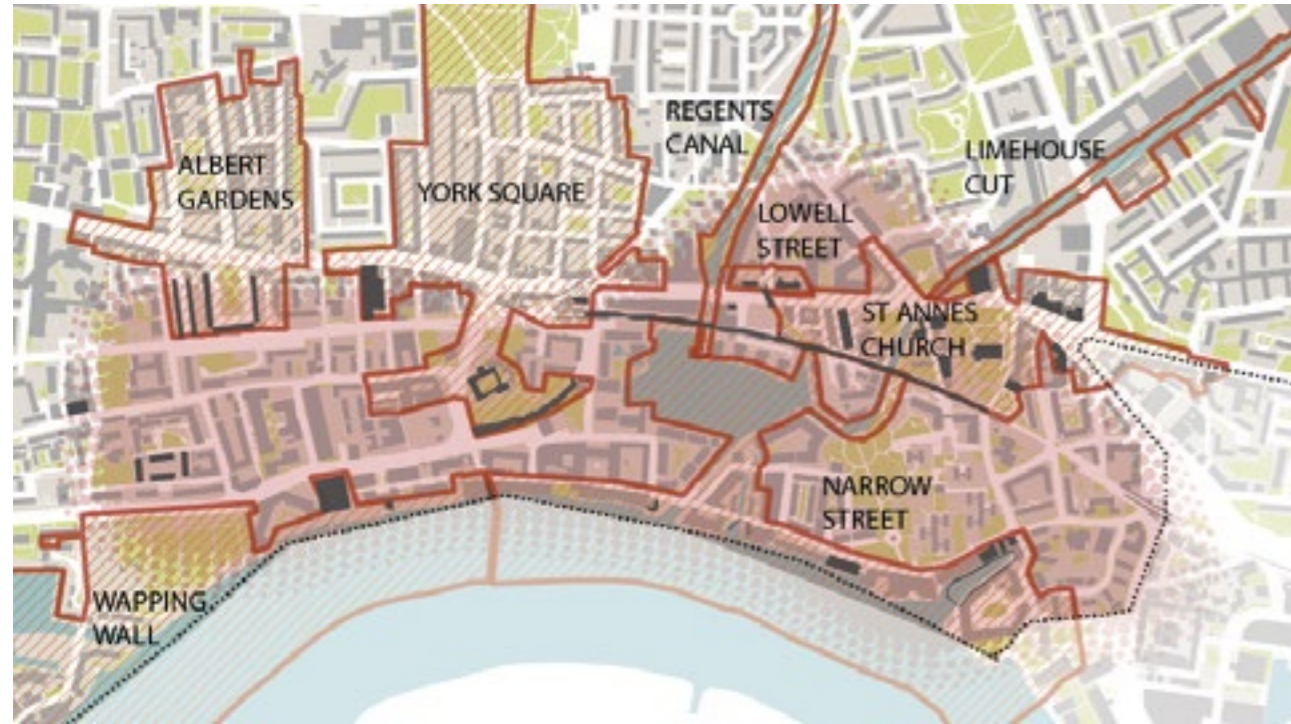 REGENTS
CANAL
ALBERT
GARDENS
YORK SQUARE
LIMEHOUSE
CUT
LOWELL
STREET
ST ANNES
CHURCH
NARROW
STREET
WAPPING
WALL